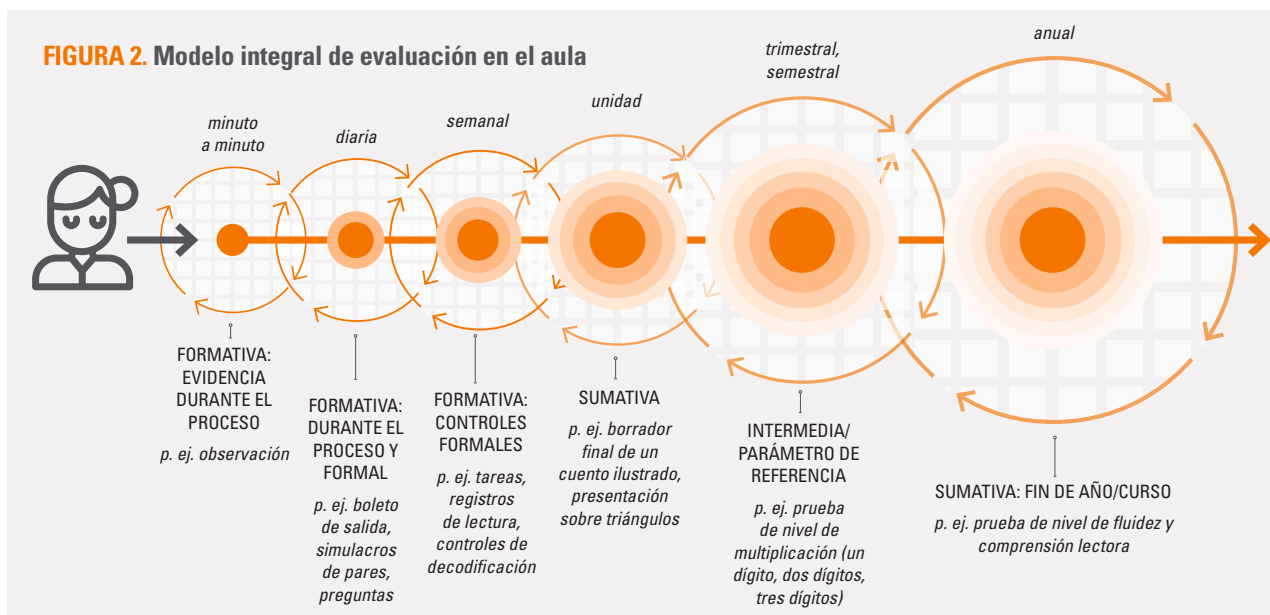 FIGURA 2. Modelo integral de evaluación en el aula
minuto
a minuto
diaria
semanal
unidad
trimestral,
semestral
anual
FORMATIVA:
EVIDENCIA
DURANTE EL
PROCESO
p. ej. observación
FORMATIVA:
DURANTE EL
PROCESO Y
FORMAL
p. ej. boleto
de salida,
simulacros
de pares,
preguntas
FORMATIVA:
CONTROLES
FORMALES
p. ej. tareas,
registros
de lectura,
controles de
decodificación
SUMATIVA
p. ej. borrador
final de un
cuento ilustrado,
presentación
sobre triángulos
INTERMEDIA/
PARÁMETRO DE
REFERENCIA
p. ej. prueba
de nivel de
multiplicación (un
dígito, dos dígitos,
tres dígitos)
SUMATIVA: FIN DE AÑO/CURSO
p. ej. prueba de nivel de fluidez y
comprensión lectora